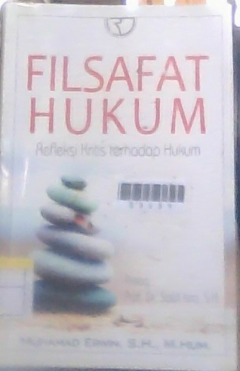 FILSAFAT
HUKUM
Refleksi Kritis terhadap Hukum
MUHAMAD ERWIN, S.H., M.HUM.